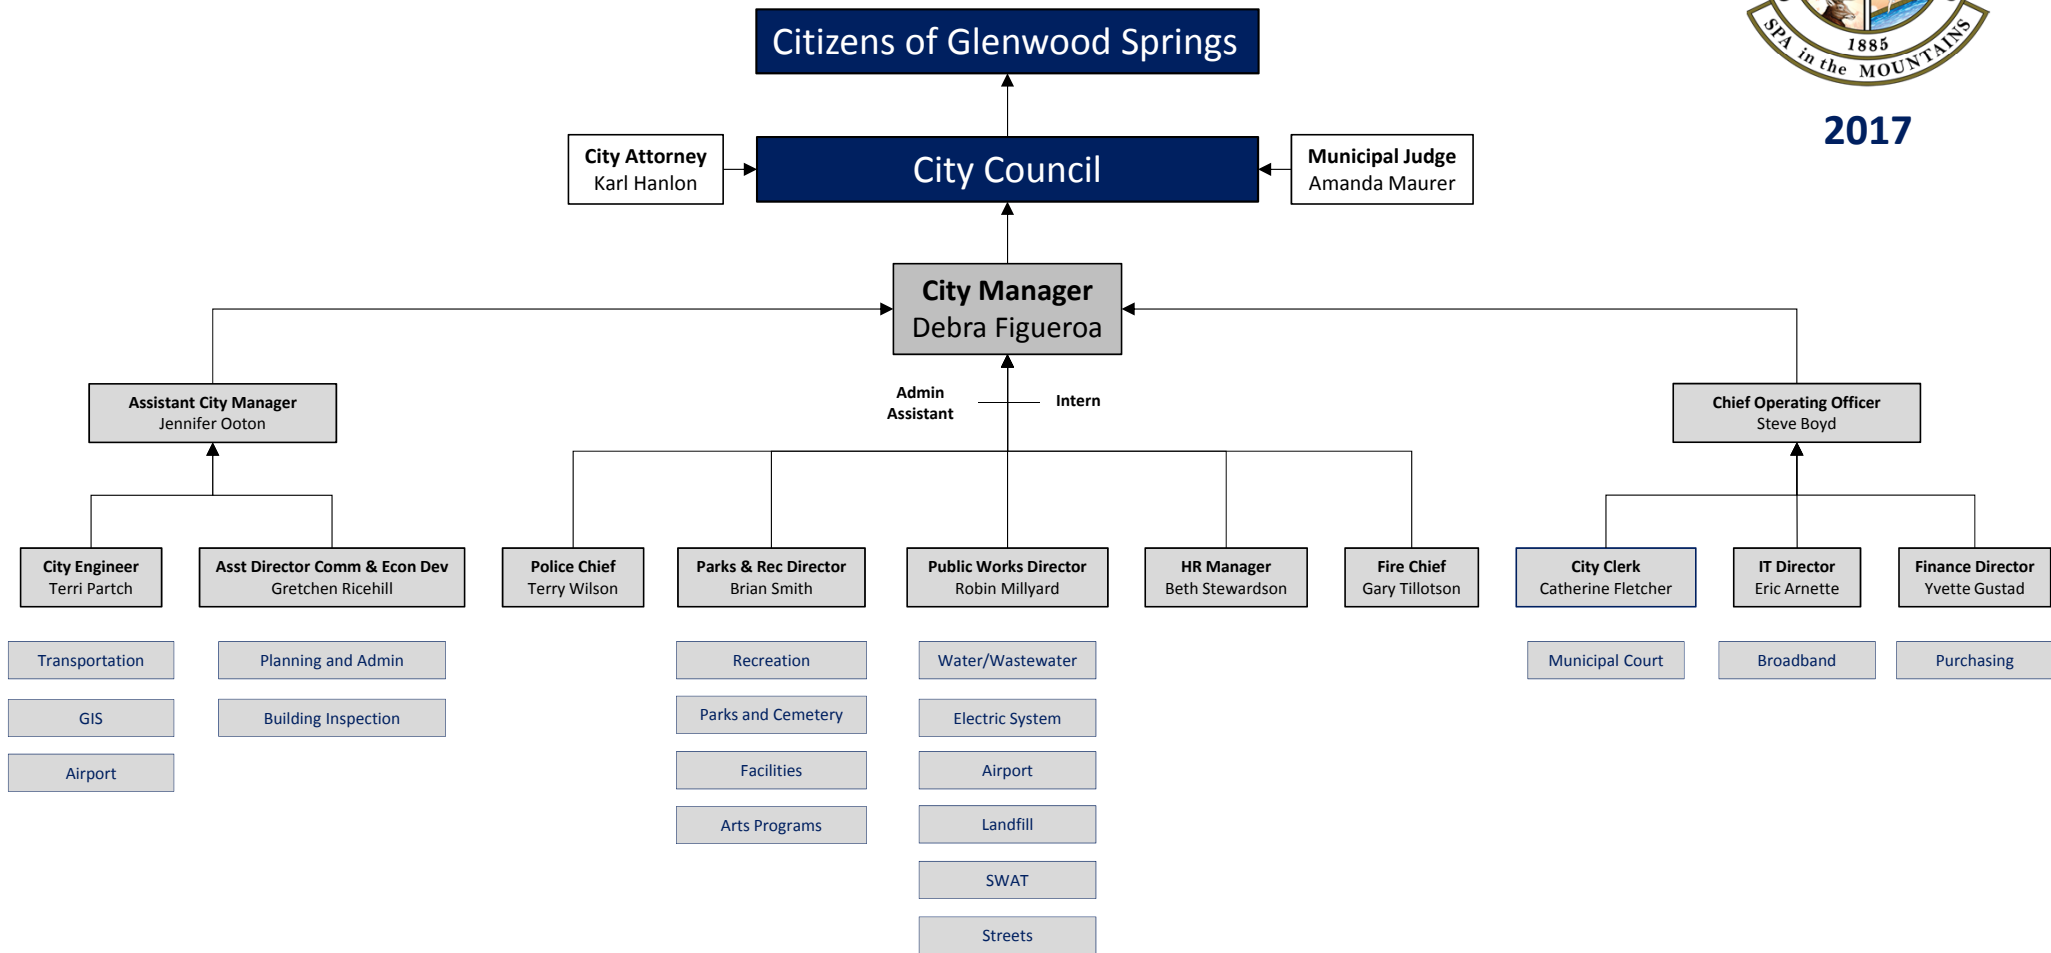 Citizens of Glenwood Springs
SPA in the MOUNTAINS
1885
2017
City Attorney
Karl Hanlon
City Council
Municipal Judge
Amanda Maurer
City Manager
Debra Figueroa
Admin
Assistant
Intern
Assistant City Manager
Jennifer Ooton
Chief Operating Officer
Steve Boyd
City Engineer
Terri Partch
Asst Director Comm & Econ Dev
Gretchen Ricehill
Police Chief
Terry Wilson
Parks & Rec Director
Brian Smith
Public Works Director
Robin Millyard
HR Manager
Beth Stewardson
Fire Chief
Gary Tillotson
City Clerk
Catherine Fletcher
IT Director
Eric Arnette
Finance Director
Yvette Gustad
Transportation
GIS
Airport
Planning and Admin
Building Inspection
Recreation
Parks and Cemetery
Facilities
Arts Programs
Water/Wastewater
Electric System
Airport
Landfill
SWAT
Streets
Municipal Court
Broadband
Purchasing